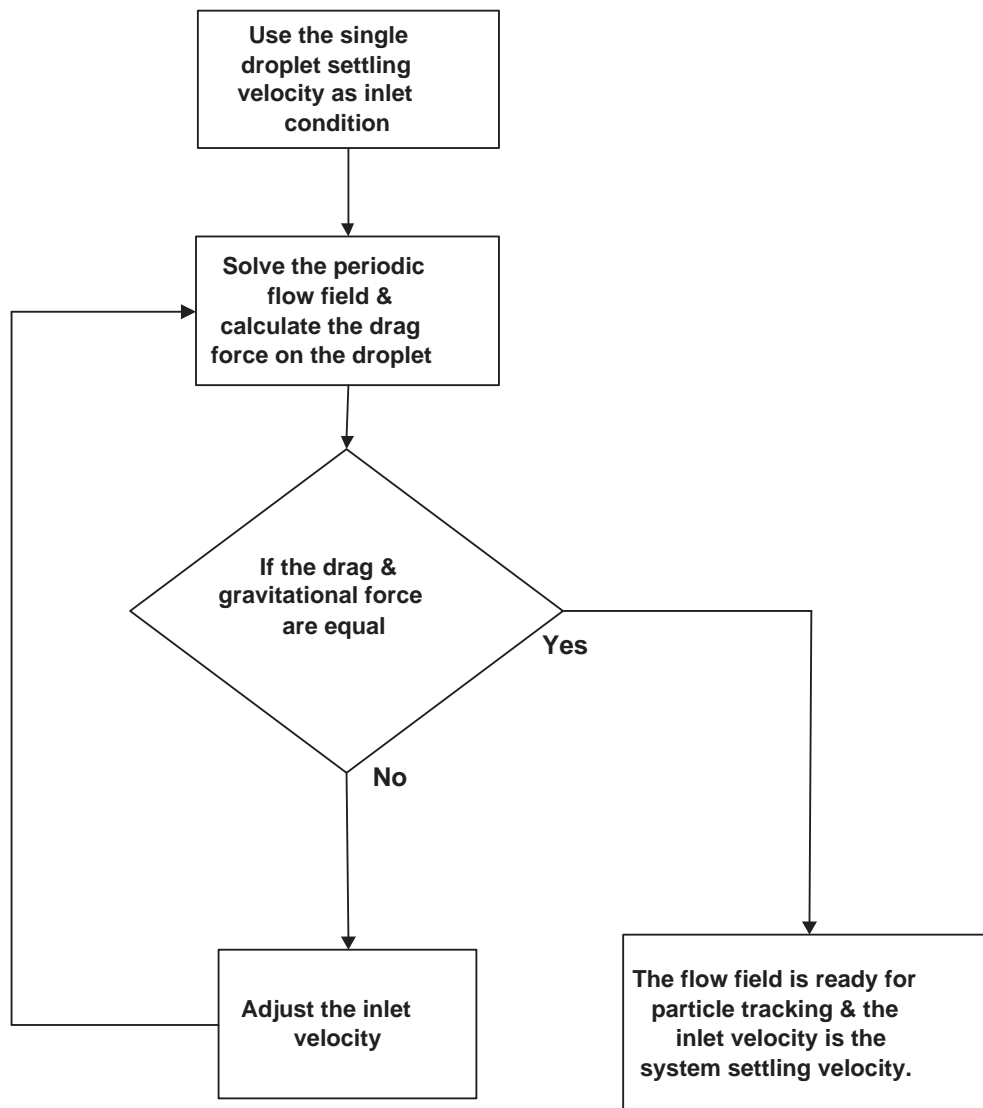 Use the single
droplet settling
velocity as inlet
condition
Solve the periodic
flow field &
calculate the drag
force on the droplet
If the drag &
gravitational force
are equal
Yes
No
Adjust the inlet
velocity
The flow field is ready for
particle tracking & the
inlet velocity is the
system settling velocity.